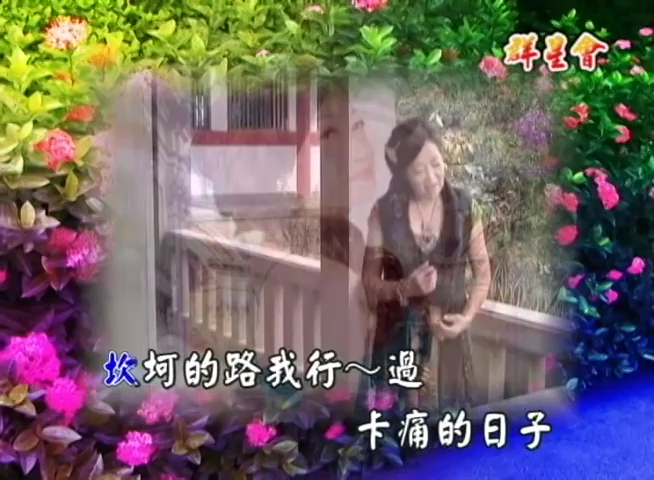 群星會
坎坷的路我行～過
卡痛的日子